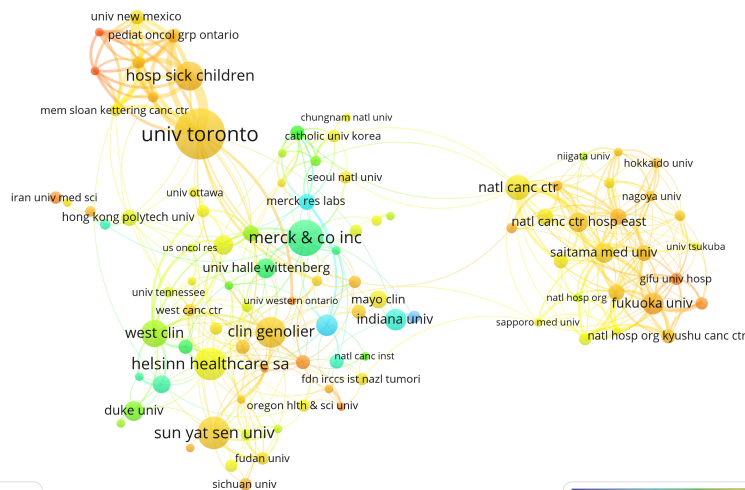 univ new mexico
pediat oncol grp ontario
hosp sick children
mem sloan kettering canc ctr
univ toronto
chungnam natl univ
catholic univ korea
seoul natl univ
merck res labs
iran univ med sci
univ ottawa
hong kong polytech univ
us oncol res
merck & co inc
univ halle wittenberg
univ tennessee
univ western ontario
west canc ctr
mayo clin
indiana univ
west clin
clin genolier
helsinn healthcare sa
natl canc inst
fdn irccs ist nazl tumori
duke univ
oregon hlth & sci univ
sun yat sen univ
fudan univ
sichuan univ
niigata univ
hokkaido univ
natl canc ctr
nagoya univ
natl canc ctr hosp east
saitama med univ
univ tsukuba
gifu univ hosp
natl hosp org
fukuoka univ
sapporo med univ
natl hosp org kyushu canc ctr